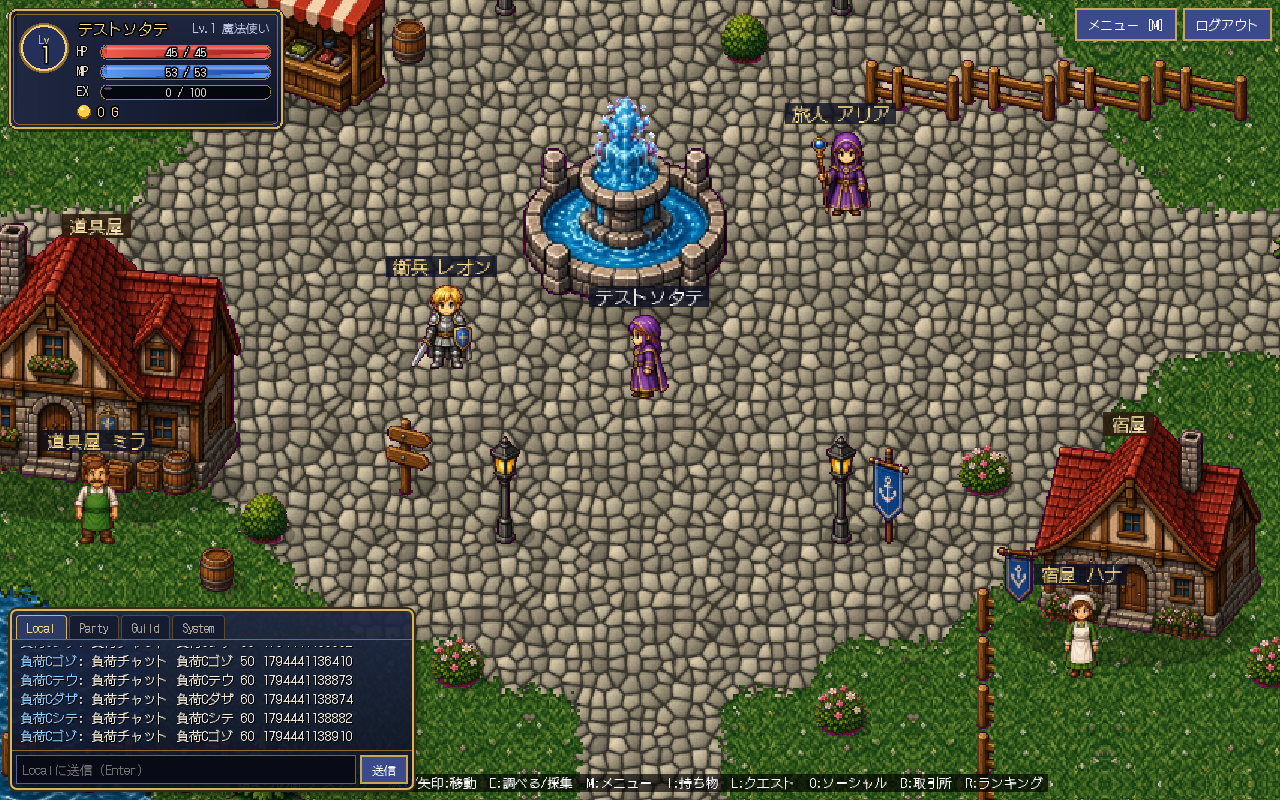 テストソタテ Lv.1 魔法使い
Lv
1
HP 45 / 45
MP 53 / 53
EX 0 / 100
0 G
メニュー [M]
ログアウト
旅人 アリア
道具屋
衛兵 レオン
テストソタテ
宿屋
道具屋 ミラ
宿屋 ハナ
Local Party Guild System
負荷Cゴゾ: 負荷チャット 負荷Cゴゾ 50 1794441136410
負荷Cテウ: 負荷チャット 負荷Cテウ 60 1794441138873
負荷Cダザ: 負荷チャット 負荷Cダザ 60 1794441138874
負荷Cシテ: 負荷チャット 負荷Cシテ 60 1794441138882
負荷Cゴゾ: 負荷チャット 負荷Cゴゾ 60 1794441138910
Localに送信 (Enter)
送信
矢印:移動 E:調べる/採集 M:メニュー I:持ち物 L:クエスト O:ソーシャル B:取引所 R:ランキング